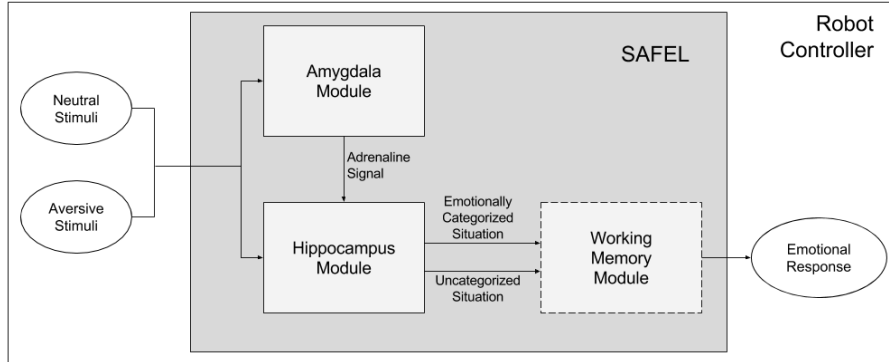 Robot
Controller
SAFEL
Amygdala
Module
Neutral
Stimuli
Adrenaline
Signal
Aversive
Stimuli
Hippocampus
Module
Emotionally
Categorized
Situation
Uncategorized
Situation
Working
Memory
Module
Emotional
Response